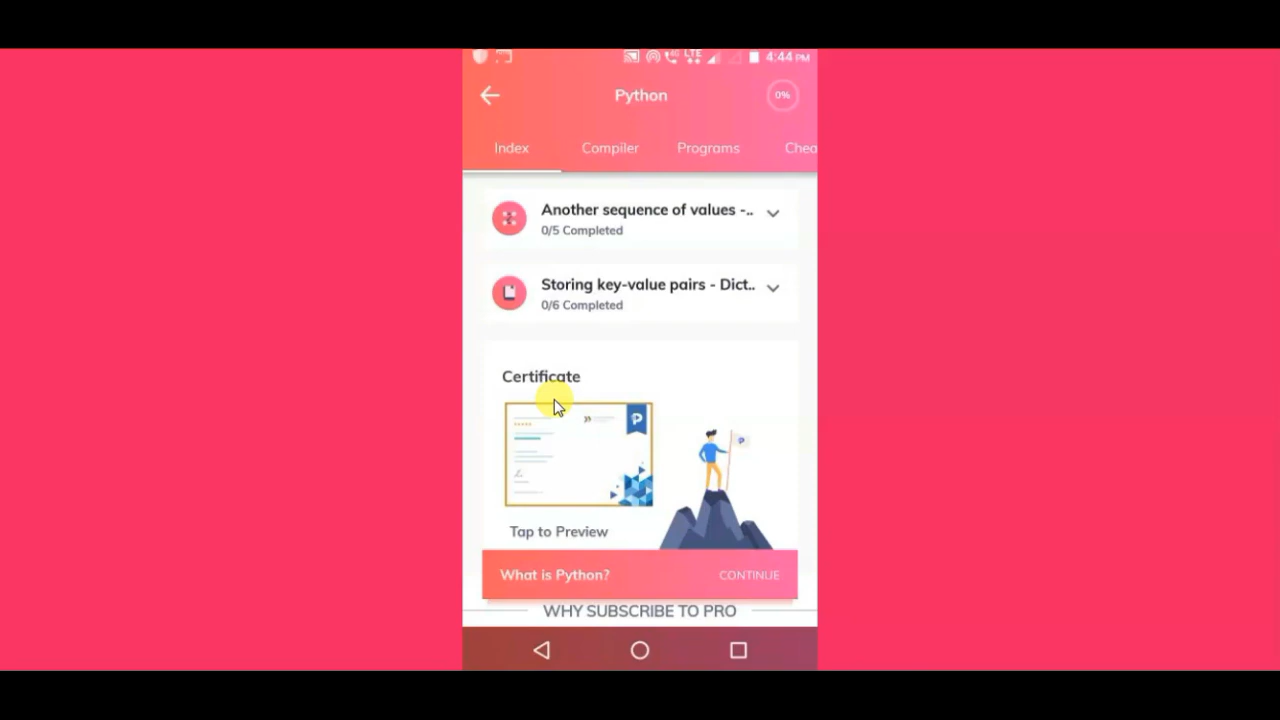 LTE 4:44 PM
Python 0%
Index Compiler Programs Chea
Another sequence of values -..
0/5 Completed
Storing key-value pairs - Dict..
0/6 Completed
Certificate
Tap to Preview
What is Python? CONTINUE
WHY SUBSCRIBE TO PRO